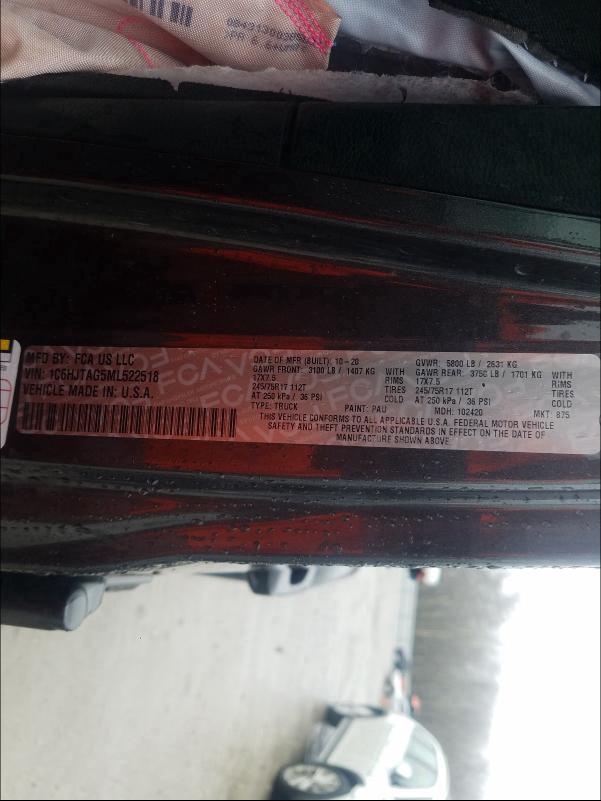 MFD BY: FCA US LLC
VIN: 1C6HJTAG5ML522518
VEHICLE MADE IN: U.S.A.
DATE OF MFR (BUILT): 10-20
GAWR FRONT: 3100 LB / 1407 KG WITH
17X7.5 RIMS
245/75R17 112T TIRES
AT 250 kPa / 36 PSI COLD
GVWR: 5800 LB / 2631 KG
GAWR REAR: 3750 LB / 1701 KG WITH
17X7.5 RIMS
245/75R17 112T TIRES
AT 250 kPa / 36 PSI COLD
TYPE: TRUCK PAINT: PAU MDH: 102420 MKT: 875
THIS VEHICLE CONFORMS TO ALL APPLICABLE U.S.A. FEDERAL MOTOR VEHICLE
SAFETY AND THEFT PREVENTION STANDARDS IN EFFECT ON THE DATE OF
MANUFACTURE SHOWN ABOVE